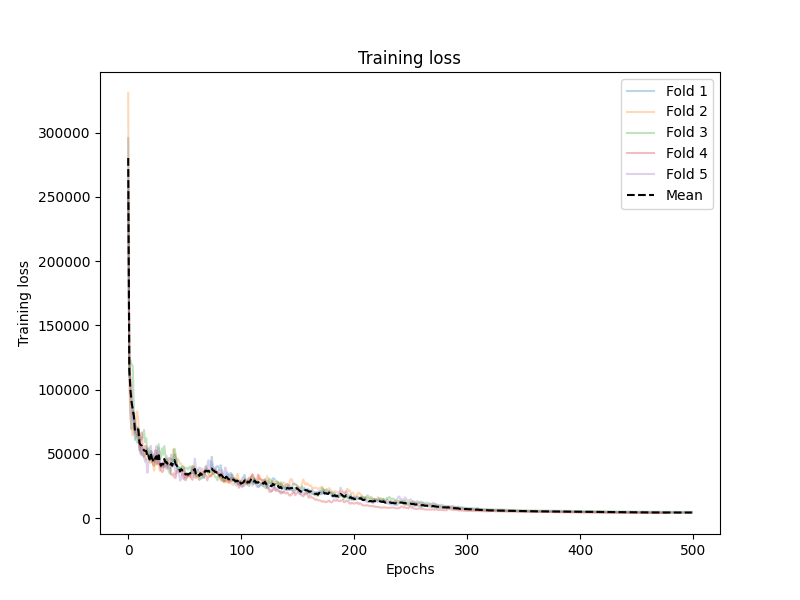 Training loss
Fold 1
Fold 2
Fold 3
Fold 4
Fold 5
Mean
Training loss
300000
250000
200000
150000
100000
50000
0
0 100 200 300 400 500
Epochs